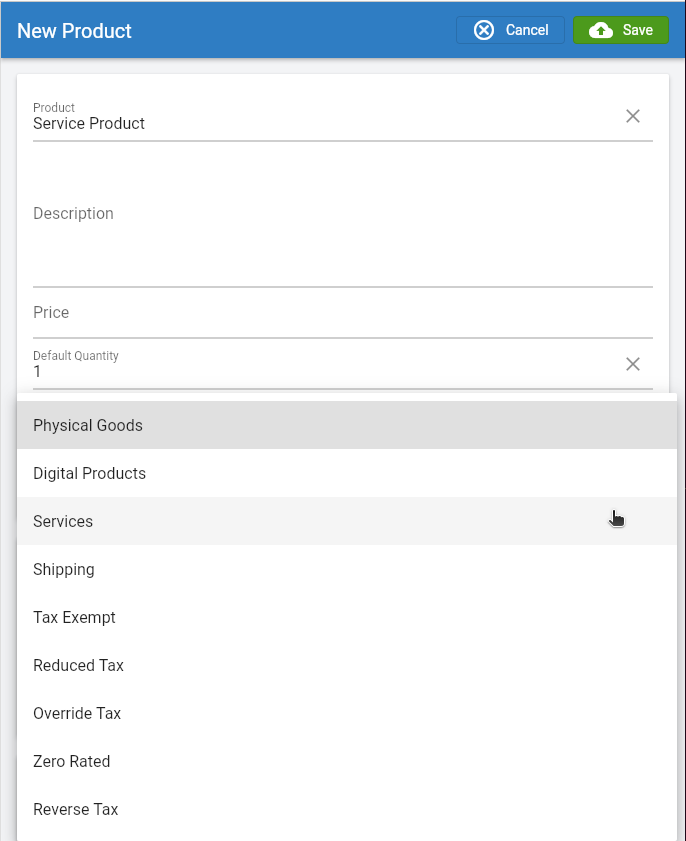 New Product
Cancel
Save
Product
Service Product
Description
Price
Default Quantity
1
Physical Goods
Digital Products
Services
Shipping
Tax Exempt
Reduced Tax
Override Tax
Zero Rated
Reverse Tax